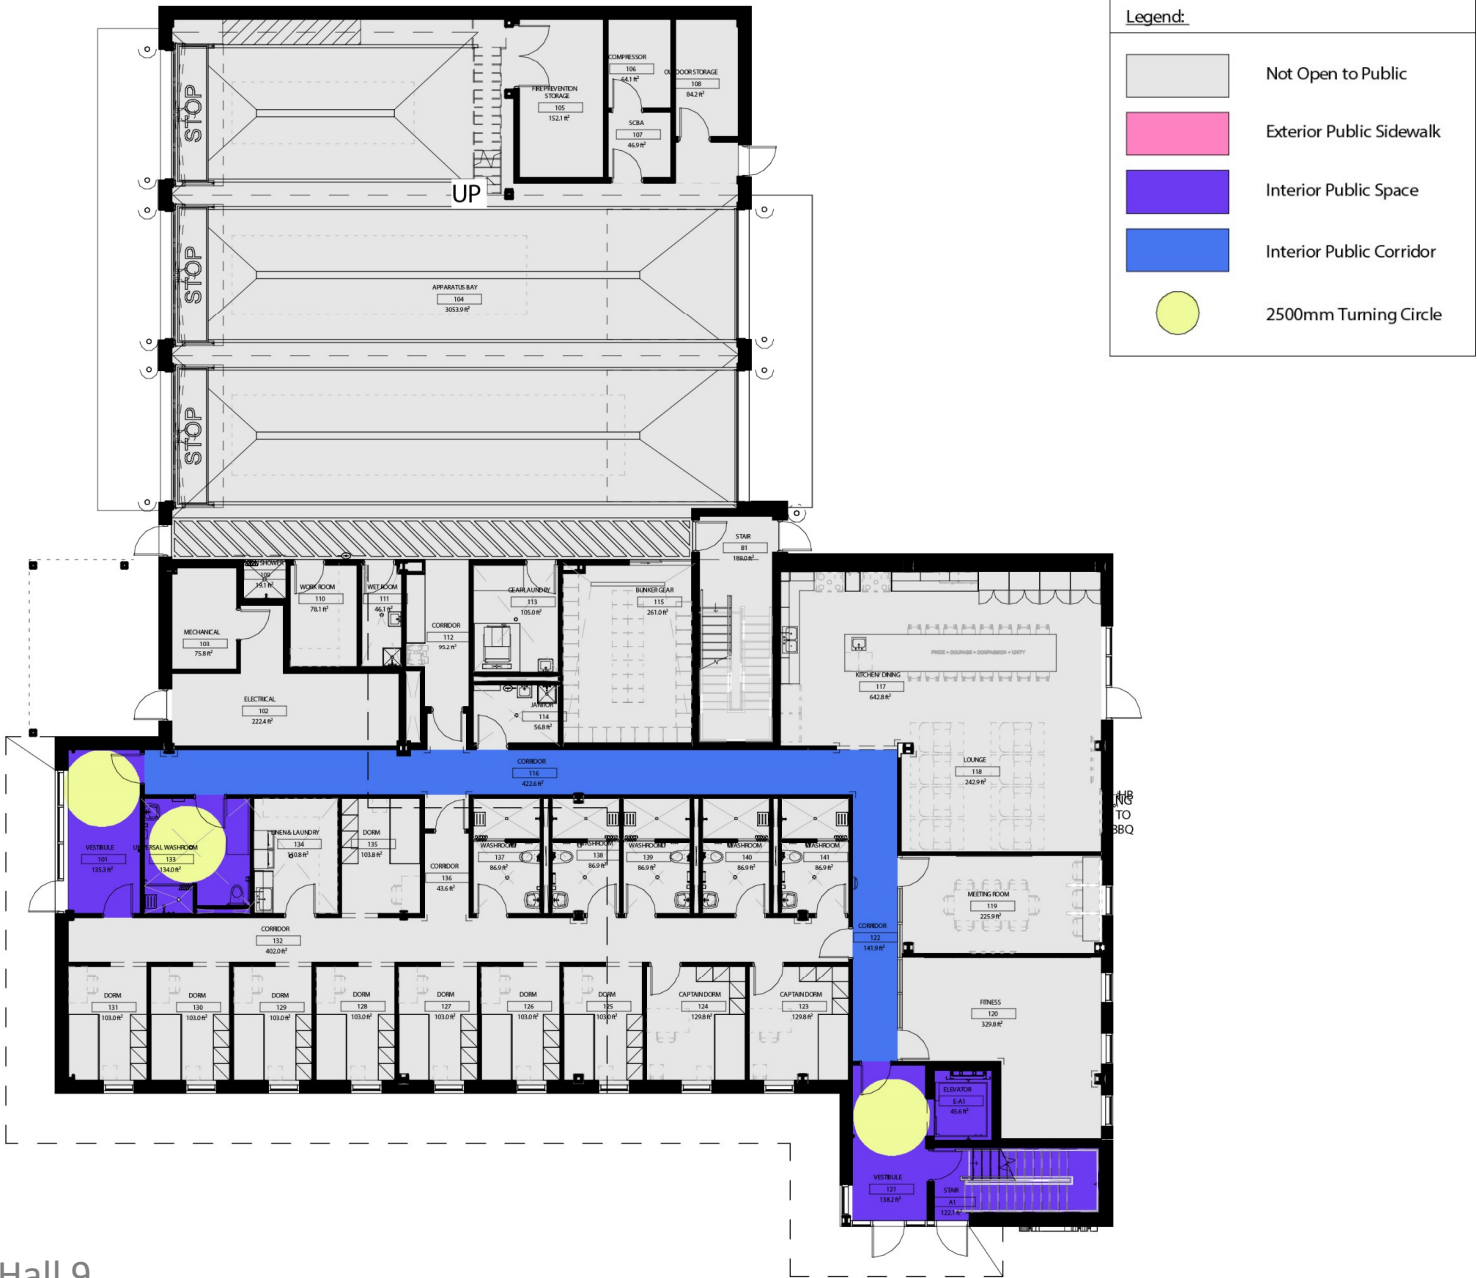 Legend:
Not Open to Public
Exterior Public Sidewalk
Interior Public Space
Interior Public Corridor
2500mm Turning Circle
STOP
STOP
STOP
UP
FIRE PREVENTION
STORAGE
105
152.1 ft²
COMPRESSOR
106
64.1 ft²
OUTDOOR STORAGE
108
84.2 ft²
SCBA
107
46.9 ft²
APPARATUS BAY
104
3053.9 ft²
STAIR
B1
189.0 ft²
SHOWER
109
19.1 ft²
WORK ROOM
110
78.1 ft²
WET ROOM
111
46.1 ft²
CORRIDOR
112
95.2 ft²
GEAR LAUNDRY
113
105.0 ft²
BUNKER GEAR
115
261.0 ft²
MECHANICAL
103
75.8 ft²
ELECTRICAL
102
222.4 ft²
JANITOR
114
56.8 ft²
PRIDE • COURAGE • COMPASSION • UNITY
KITCHEN/ DINING
117
642.8 ft²
LOUNGE
118
242.9 ft²
TO
BBQ
CORRIDOR
116
422.6 ft²
VESTIBULE
101
135.3 ft²
UNIVERSAL WASHROOM
133
134.0 ft²
LINEN & LAUNDRY
134
DORM
135
103.8 ft²
CORRIDOR
136
43.6 ft²
WASHROOM
137
86.9 ft²
WASHROOM
138
86.9 ft²
WASHROOM
139
86.9 ft²
WASHROOM
140
86.9 ft²
WASHROOM
141
86.9 ft²
MEETING ROOM
119
225.9 ft²
CORRIDOR
132
402.0 ft²
CORRIDOR
122
141.9 ft²
DORM
131
103.0 ft²
DORM
130
103.0 ft²
DORM
129
103.0 ft²
DORM
128
103.0 ft²
DORM
127
103.0 ft²
DORM
126
103.0 ft²
DORM
125
103.0 ft²
CAPTAIN DORM
124
129.8 ft²
CAPTAIN DORM
123
129.8 ft²
FITNESS
120
329.8 ft²
ELEVATOR
E-A1
45.6 ft²
VESTIBULE
121
138.2 ft²
STAIR
A1
122.1 ft²
Hall 9